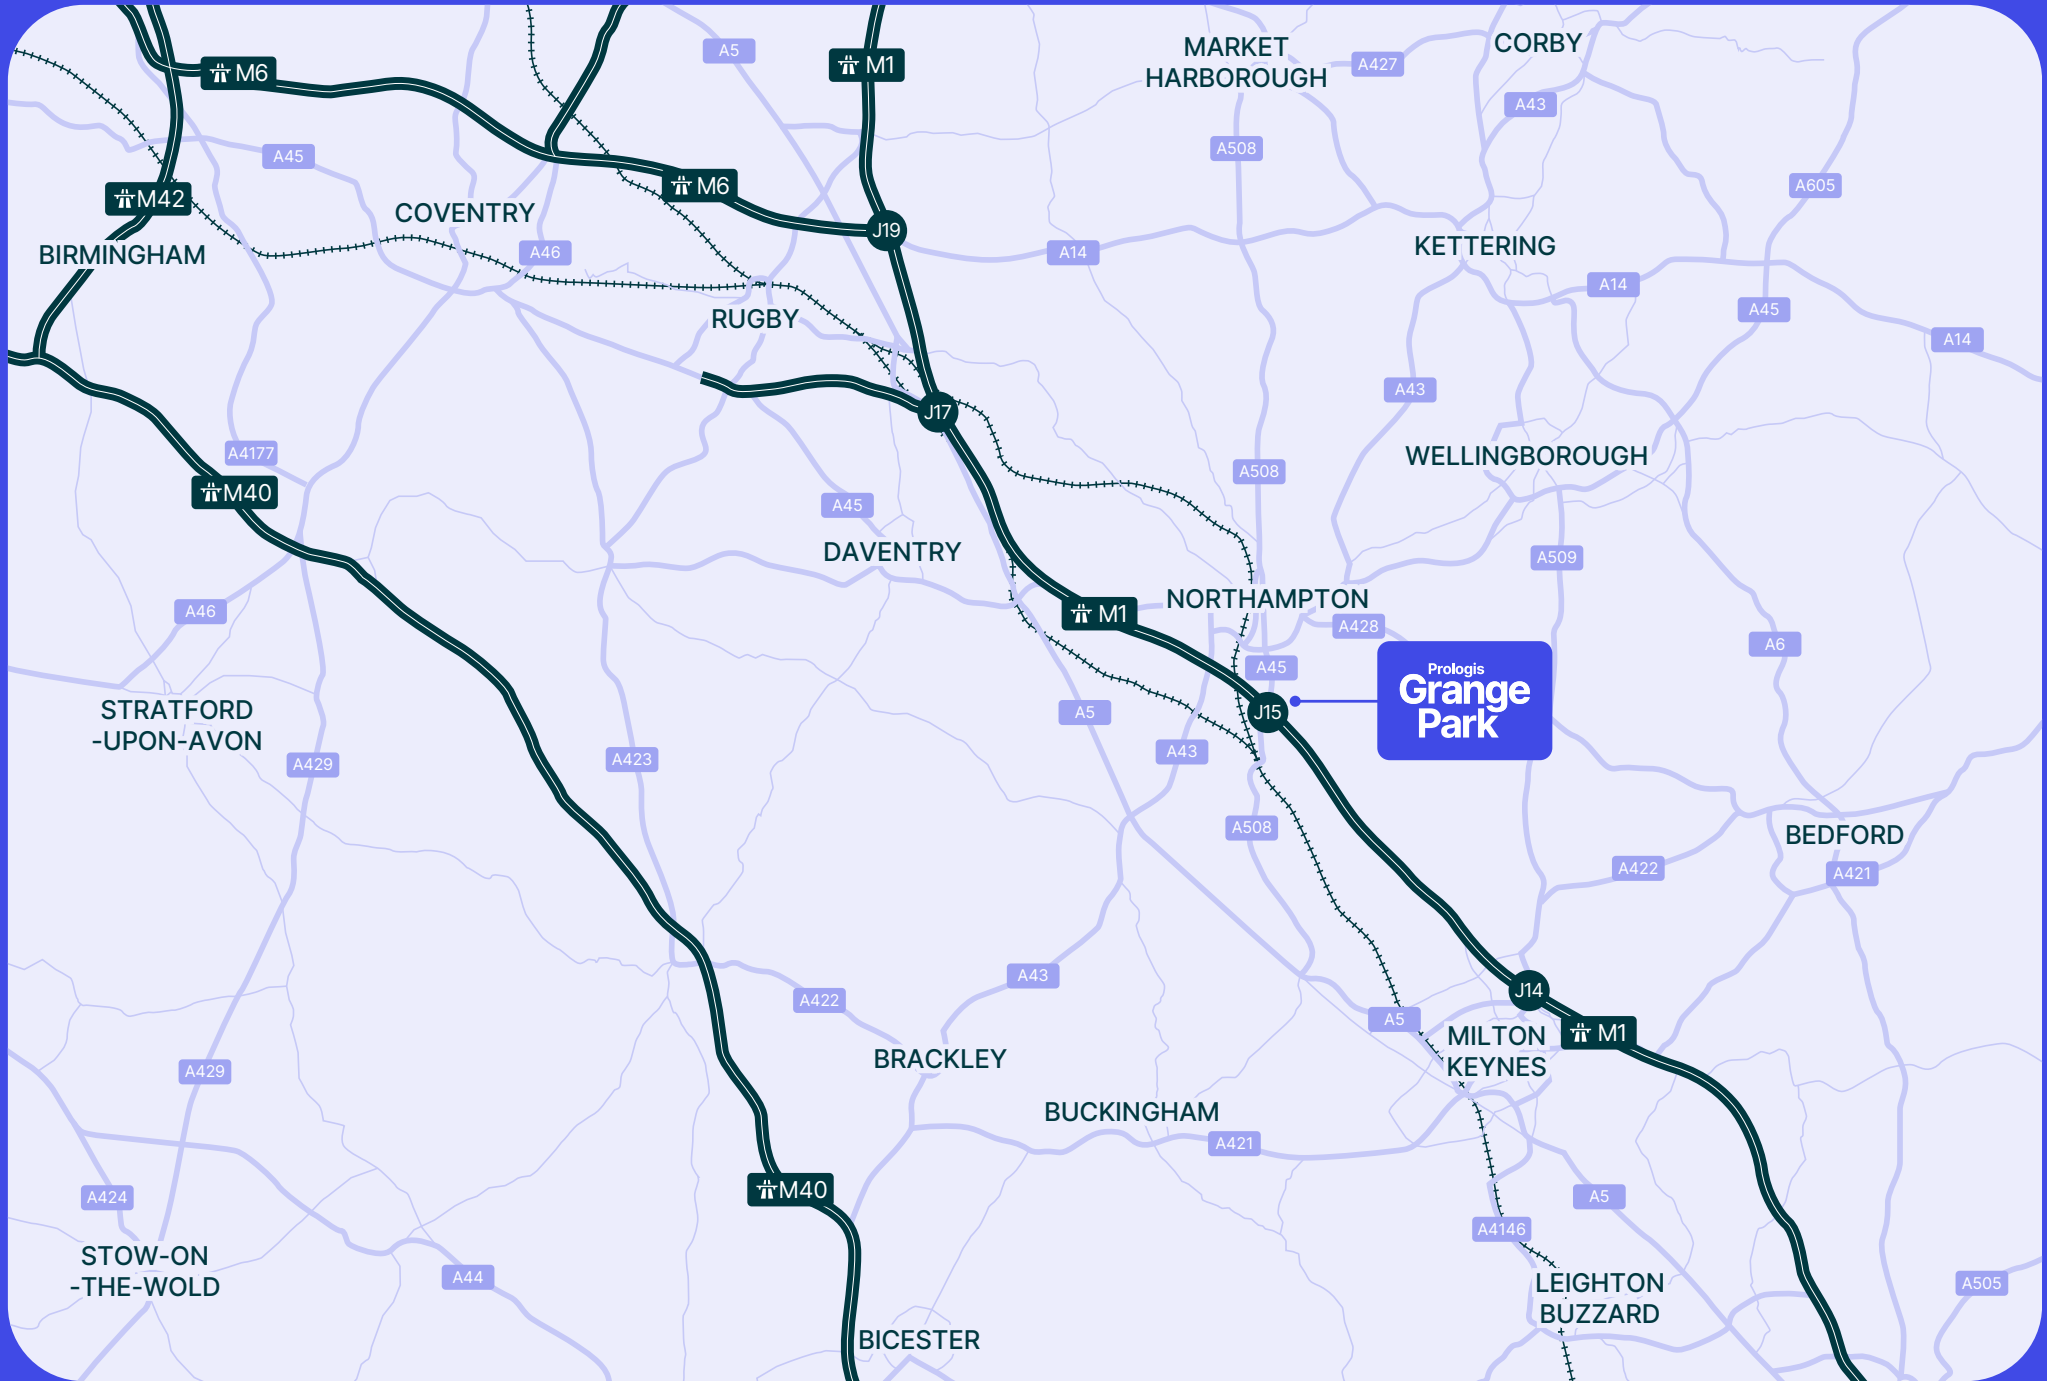 A5
M1
MARKET
HARBOROUGH
A427
CORBY
M6
A43
A45
A508
M6
A605
M42
COVENTRY
J19
BIRMINGHAM
A46
A14
KETTERING
A14
RUGBY
A45
A14
A43
J17
A4177
WELLINGBOROUGH
A508
M40
A45
DAVENTRY
A509
NORTHAMPTON
A46
M1
A428
A6
A45
Prologis
Grange
Park
STRATFORD
-UPON-AVON
A5
J15
A43
A429
A423
A508
BEDFORD
A422
A421
A43
J14
A422
A5
MILTON
KEYNES
M1
BRACKLEY
A429
BUCKINGHAM
A421
M40
A424
A5
A4146
STOW-ON
-THE-WOLD
A44
LEIGHTON
BUZZARD
A505
BICESTER